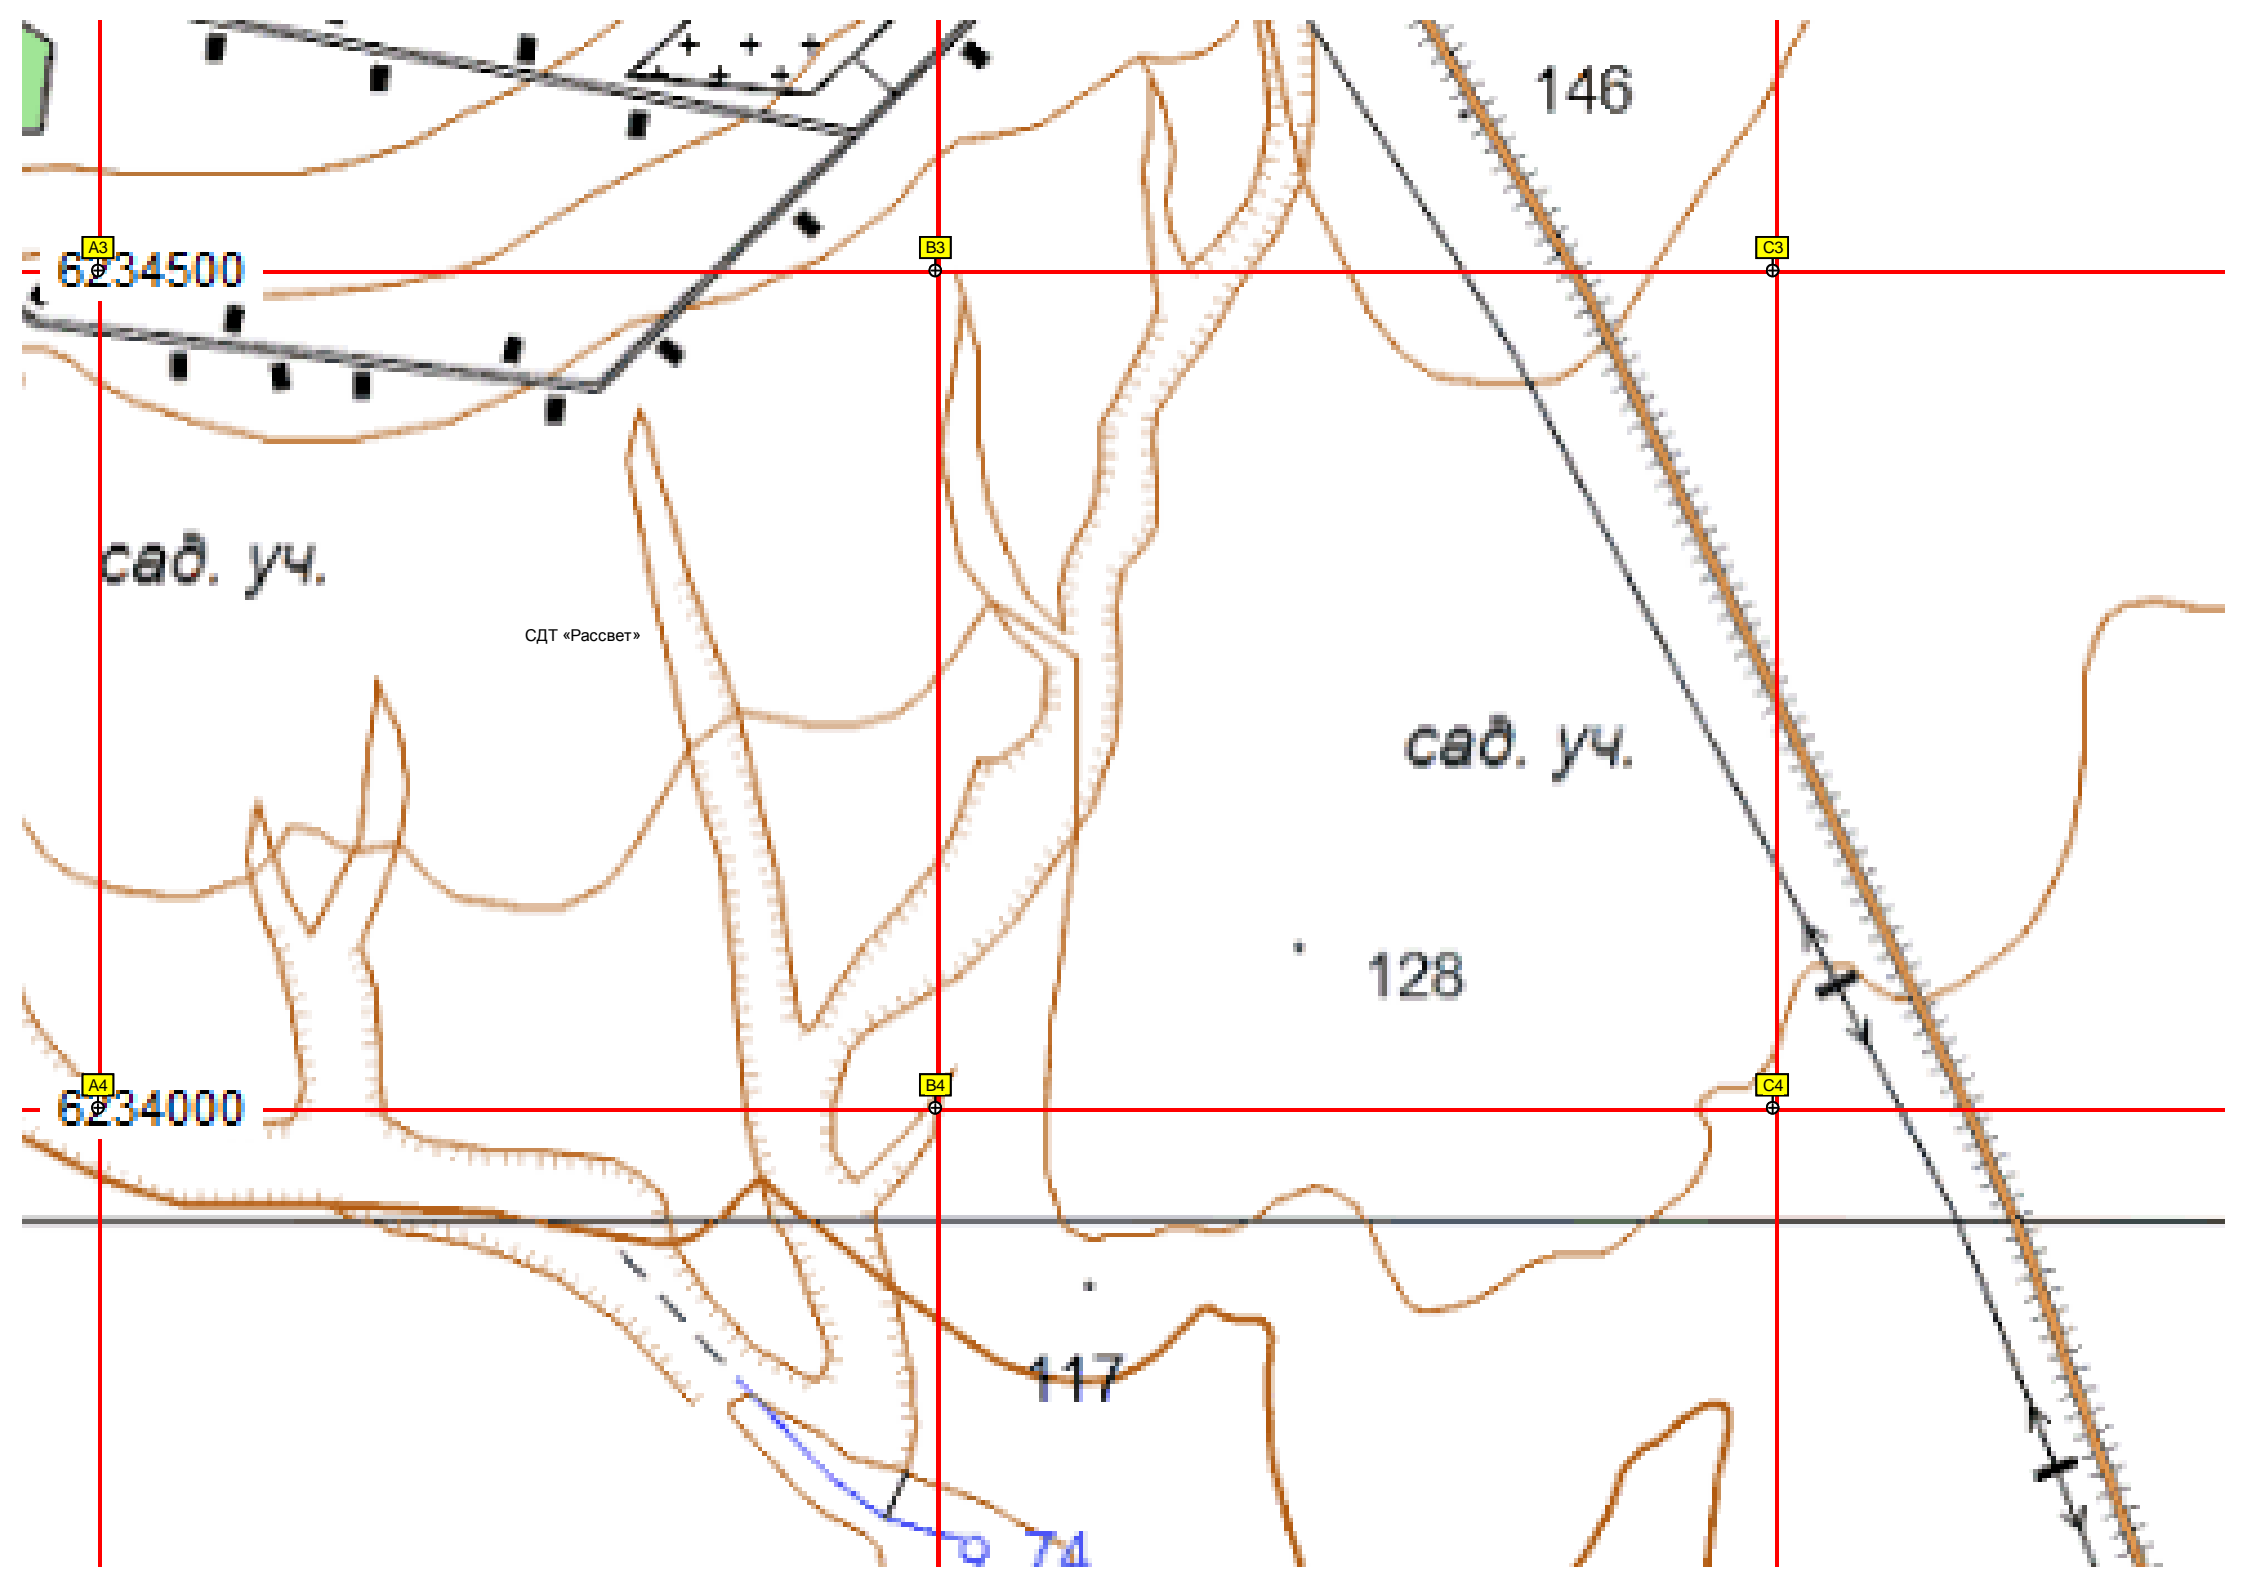 146
A3
B3
C3
6234500
сад. уч.
СДТ «Рассвет»
сад. уч.
128
A4
B4
C4
6234000
117
74